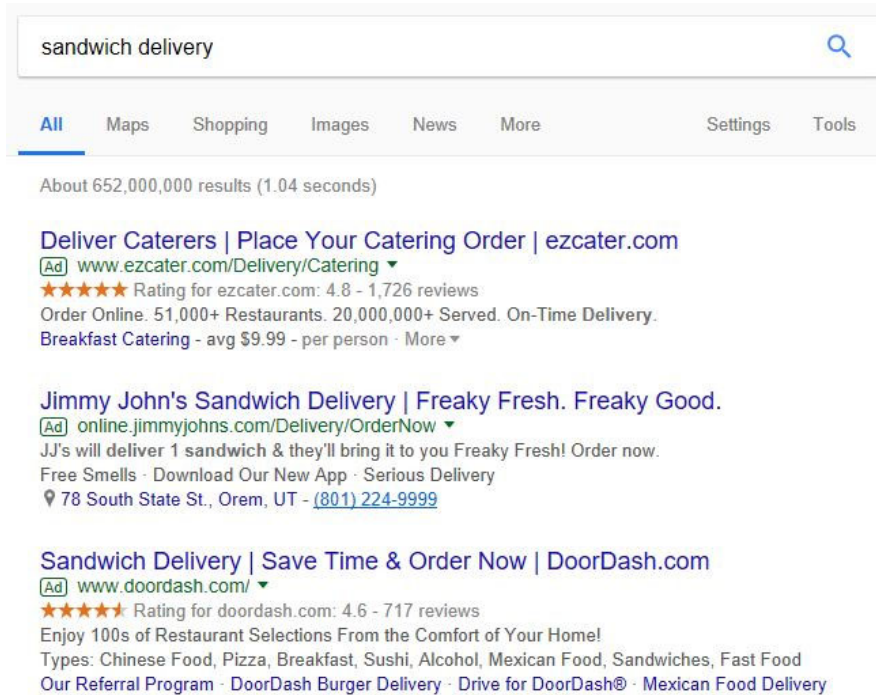 sandwich delivery
All Maps Shopping Images News More Settings Tools
About 652,000,000 results (1.04 seconds)
Deliver Caterers | Place Your Catering Order | ezcater.com
Ad www.ezcater.com/Delivery/Catering ▼
★★★★★ Rating for ezcater.com: 4.8 - 1,726 reviews
Order Online. 51,000+ Restaurants. 20,000,000+ Served. On-Time Delivery.
Breakfast Catering - avg $9.99 - per person · More ▼
Jimmy John's Sandwich Delivery | Freaky Fresh. Freaky Good.
Ad online.jimmyjohns.com/Delivery/OrderNow ▼
JJ's will deliver 1 sandwich & they'll bring it to you Freaky Fresh! Order now.
Free Smells · Download Our New App · Serious Delivery
78 South State St., Orem, UT - (801) 224-9999
Sandwich Delivery | Save Time & Order Now | DoorDash.com
Ad www.doordash.com/ ▼
★★★★★ Rating for doordash.com: 4.6 - 717 reviews
Enjoy 100s of Restaurant Selections From the Comfort of Your Home!
Types: Chinese Food, Pizza, Breakfast, Sushi, Alcohol, Mexican Food, Sandwiches, Fast Food
Our Referral Program · DoorDash Burger Delivery · Drive for DoorDash® · Mexican Food Delivery